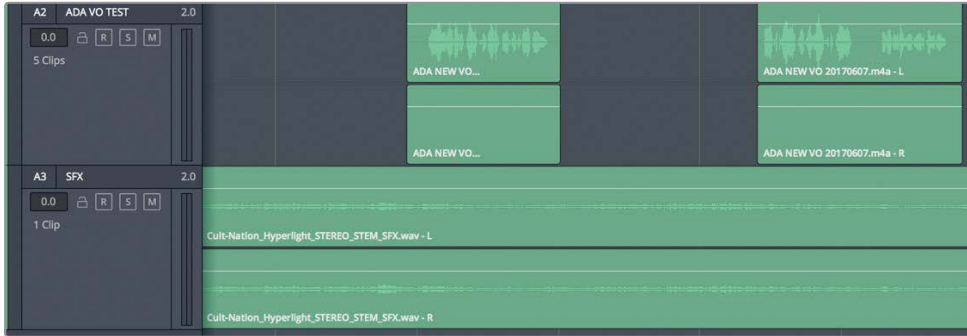 A2 ADA VO TEST 2.0
0.0 R S M
5 Clips
ADA NEW VO...
ADA NEW VO 20170607.m4a - L
ADA NEW VO...
ADA NEW VO 20170607.m4a - R
A3 SFX 2.0
0.0 R S M
1 Clip
Cult-Nation_Hyperlight_STEREO_STEM_SFX.wav - L
Cult-Nation_Hyperlight_STEREO_STEM_SFX.wav - R